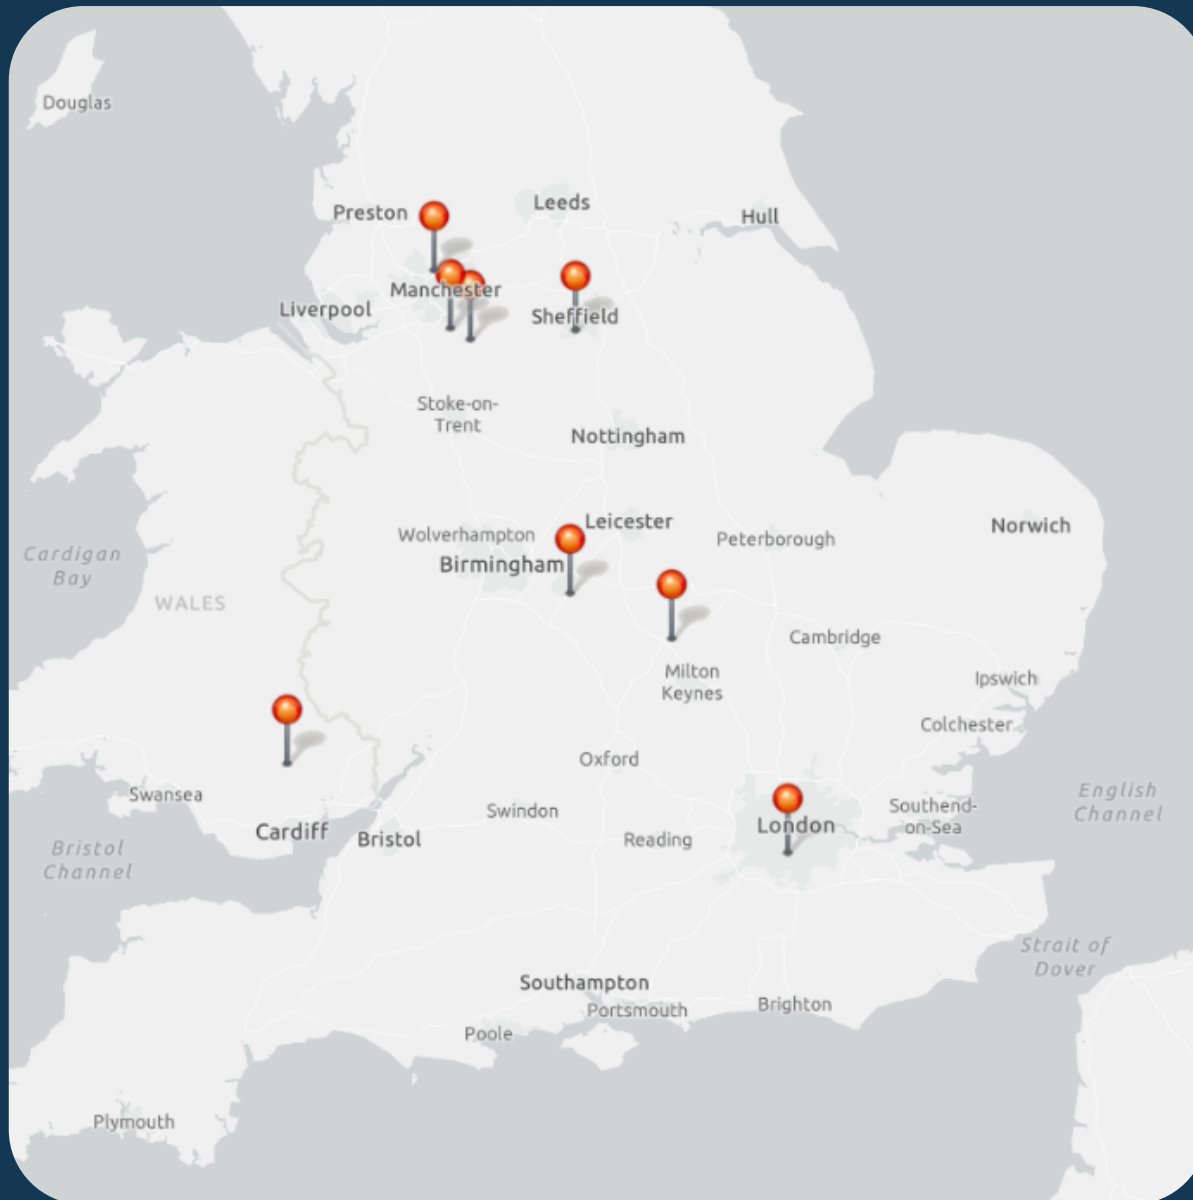 Douglas
Leeds
Preston
Hull
Manchester
Liverpool
Sheffield
Stoke-on-
Trent
Nottingham
Leicester
Norwich
Wolverhampton
Peterborough
Cardigan
Bay
Birmingham
WALES
Cambridge
Milton
Keynes
Ipswich
Colchester
Oxford
English
Channel
Swansea
Swindon
Southend-
on-Sea
London
Cardiff
Bristol
Reading
Bristol
Channel
Strait of
Dover
Southampton
Portsmouth
Brighton
Poole
Plymouth